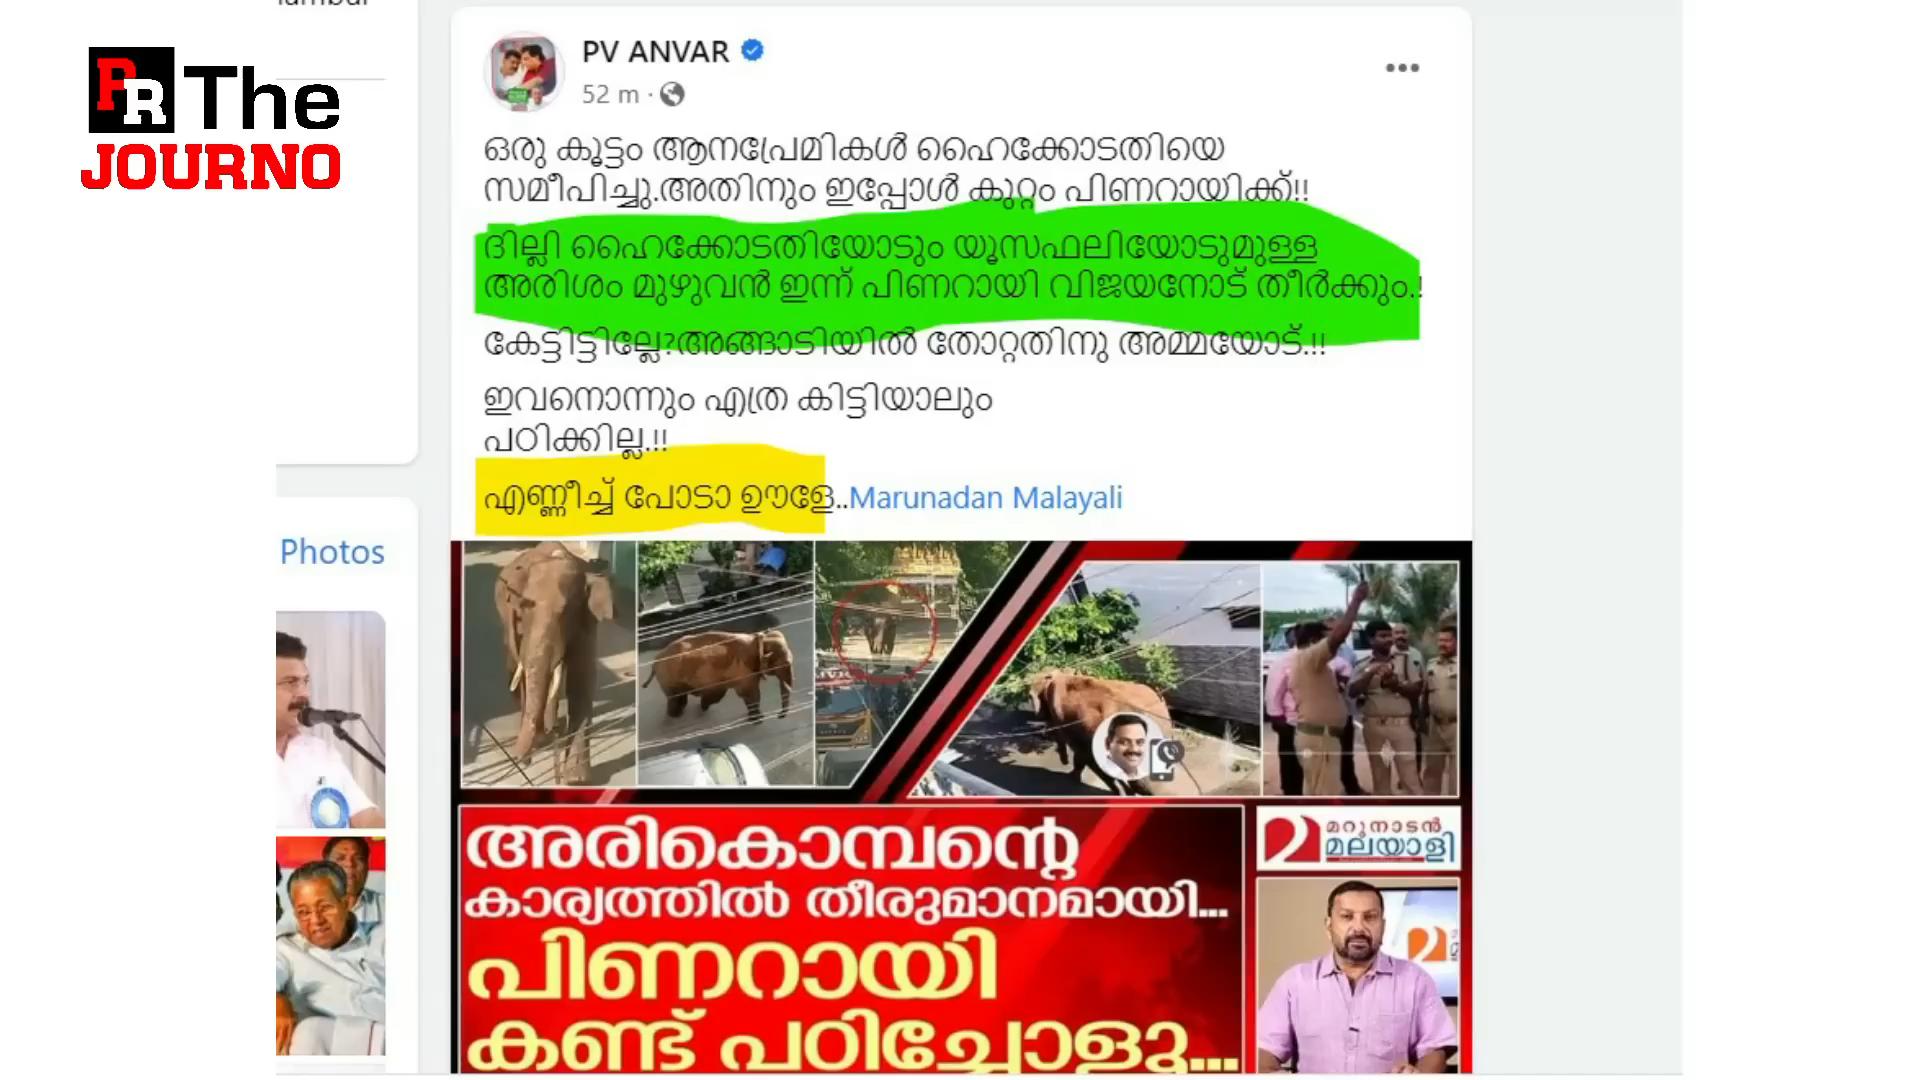 PR The
JOURNO
PV ANVAR
52 m ·
ഒരു കൂട്ടം ആനപ്രേമികൾ ഹൈക്കോടതിയെ
സമീപിച്ചു.അതിനും ഇപ്പോൾ കുറ്റം പിണറായിക്ക്!!
ദില്ലി ഹൈക്കോടതിയോടും യൂസഫലിയോടുമുള്ള
അരിശം മുഴുവൻ ഇന്ന് പിണറായി വിജയനോട് തീർക്കും.!
കേട്ടിട്ടില്ലേ?അങ്ങാടിയിൽ തോറ്റതിനു അമ്മയോട്.!!
ഇവനൊന്നും എത്ര കിട്ടിയാലും
പഠിക്കില്ല.!!
എണ്ണീച്ച് പോടാ ഊളേ..Marunadan Malayali
Photos
അരികൊമ്പന്റെ
കാര്യത്തിൽ തീരുമാനമായി...
പിണറായി
കണ്ട് പഠിച്ചോളൂ...
മറുനാടൻ
മലയാളി